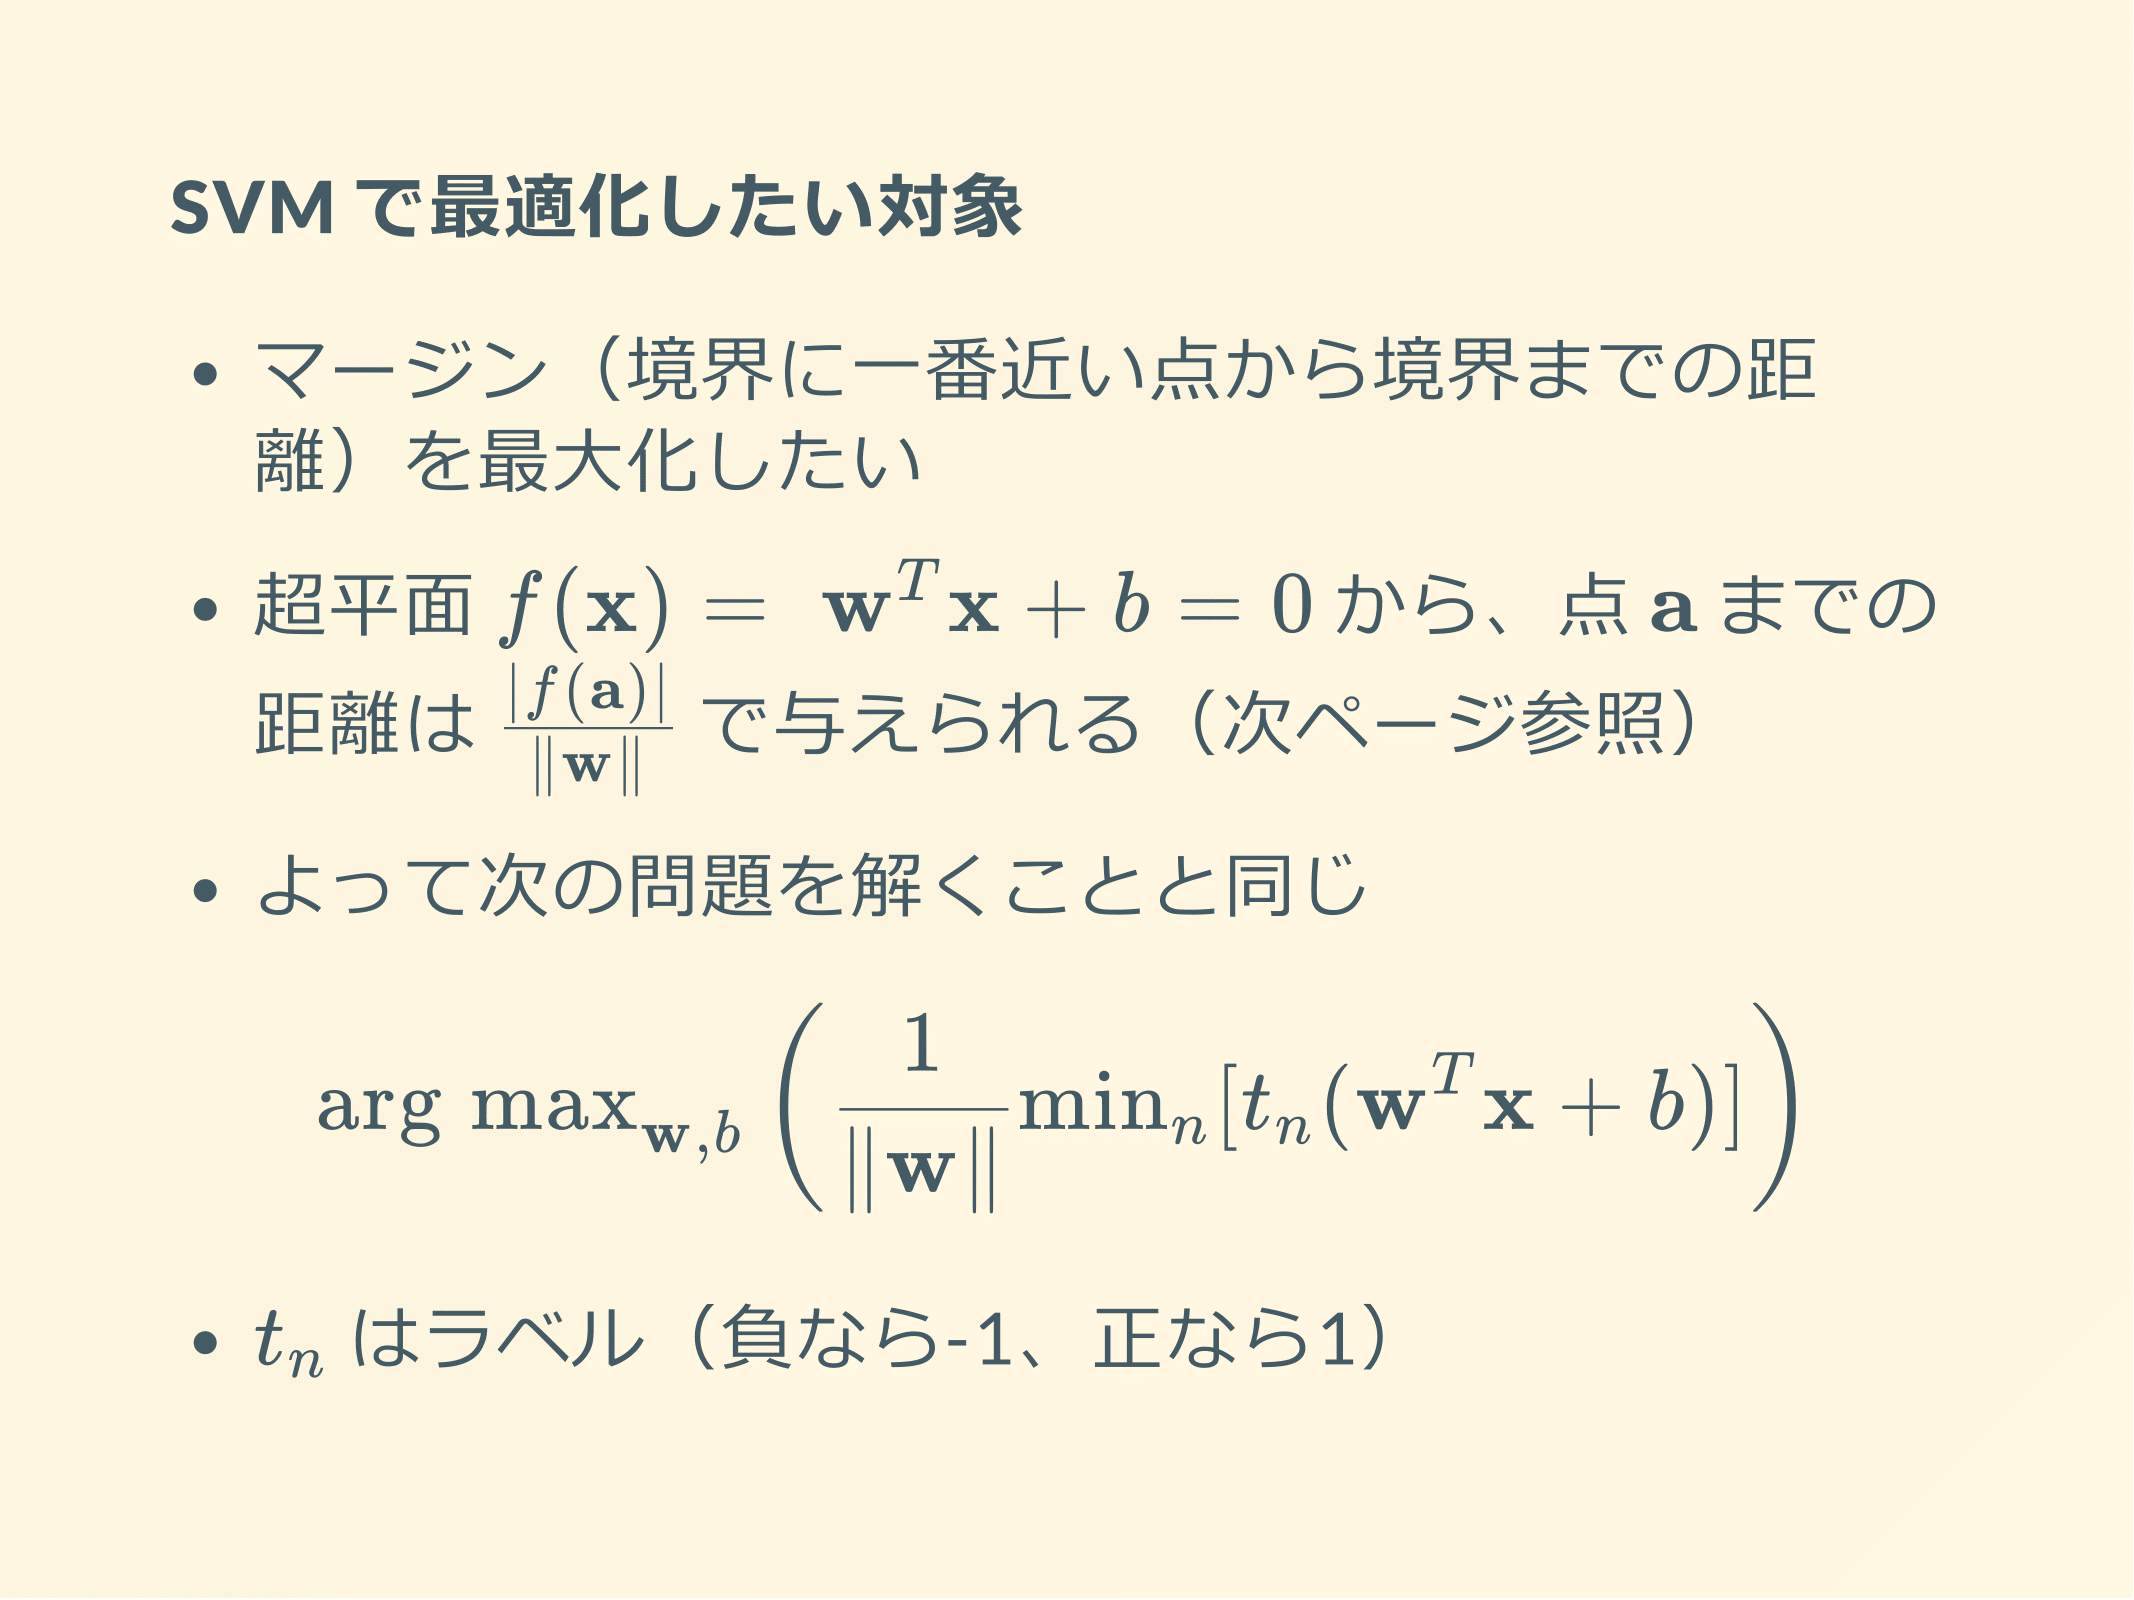 SVM で最適化したい対象
• マージン（境界に一番近い点から境界までの距
離）を最大化したい
• 超平面 $f(\mathbf{x}) = \mathbf{w}^T\mathbf{x} + b = 0$ から、点 $\mathbf{a}$ までの
距離は $\frac{|f(\mathbf{a})|}{\|\mathbf{w}\|}$ で与えられる（次ページ参照）
• よって次の問題を解くことと同じ
$\arg\max_{\mathbf{w},b} \left( \frac{1}{\|\mathbf{w}\|} \min_n [t_n(\mathbf{w}^T\mathbf{x} + b)] \right)$
• $t_n$ はラベル（負なら-1、正なら1）